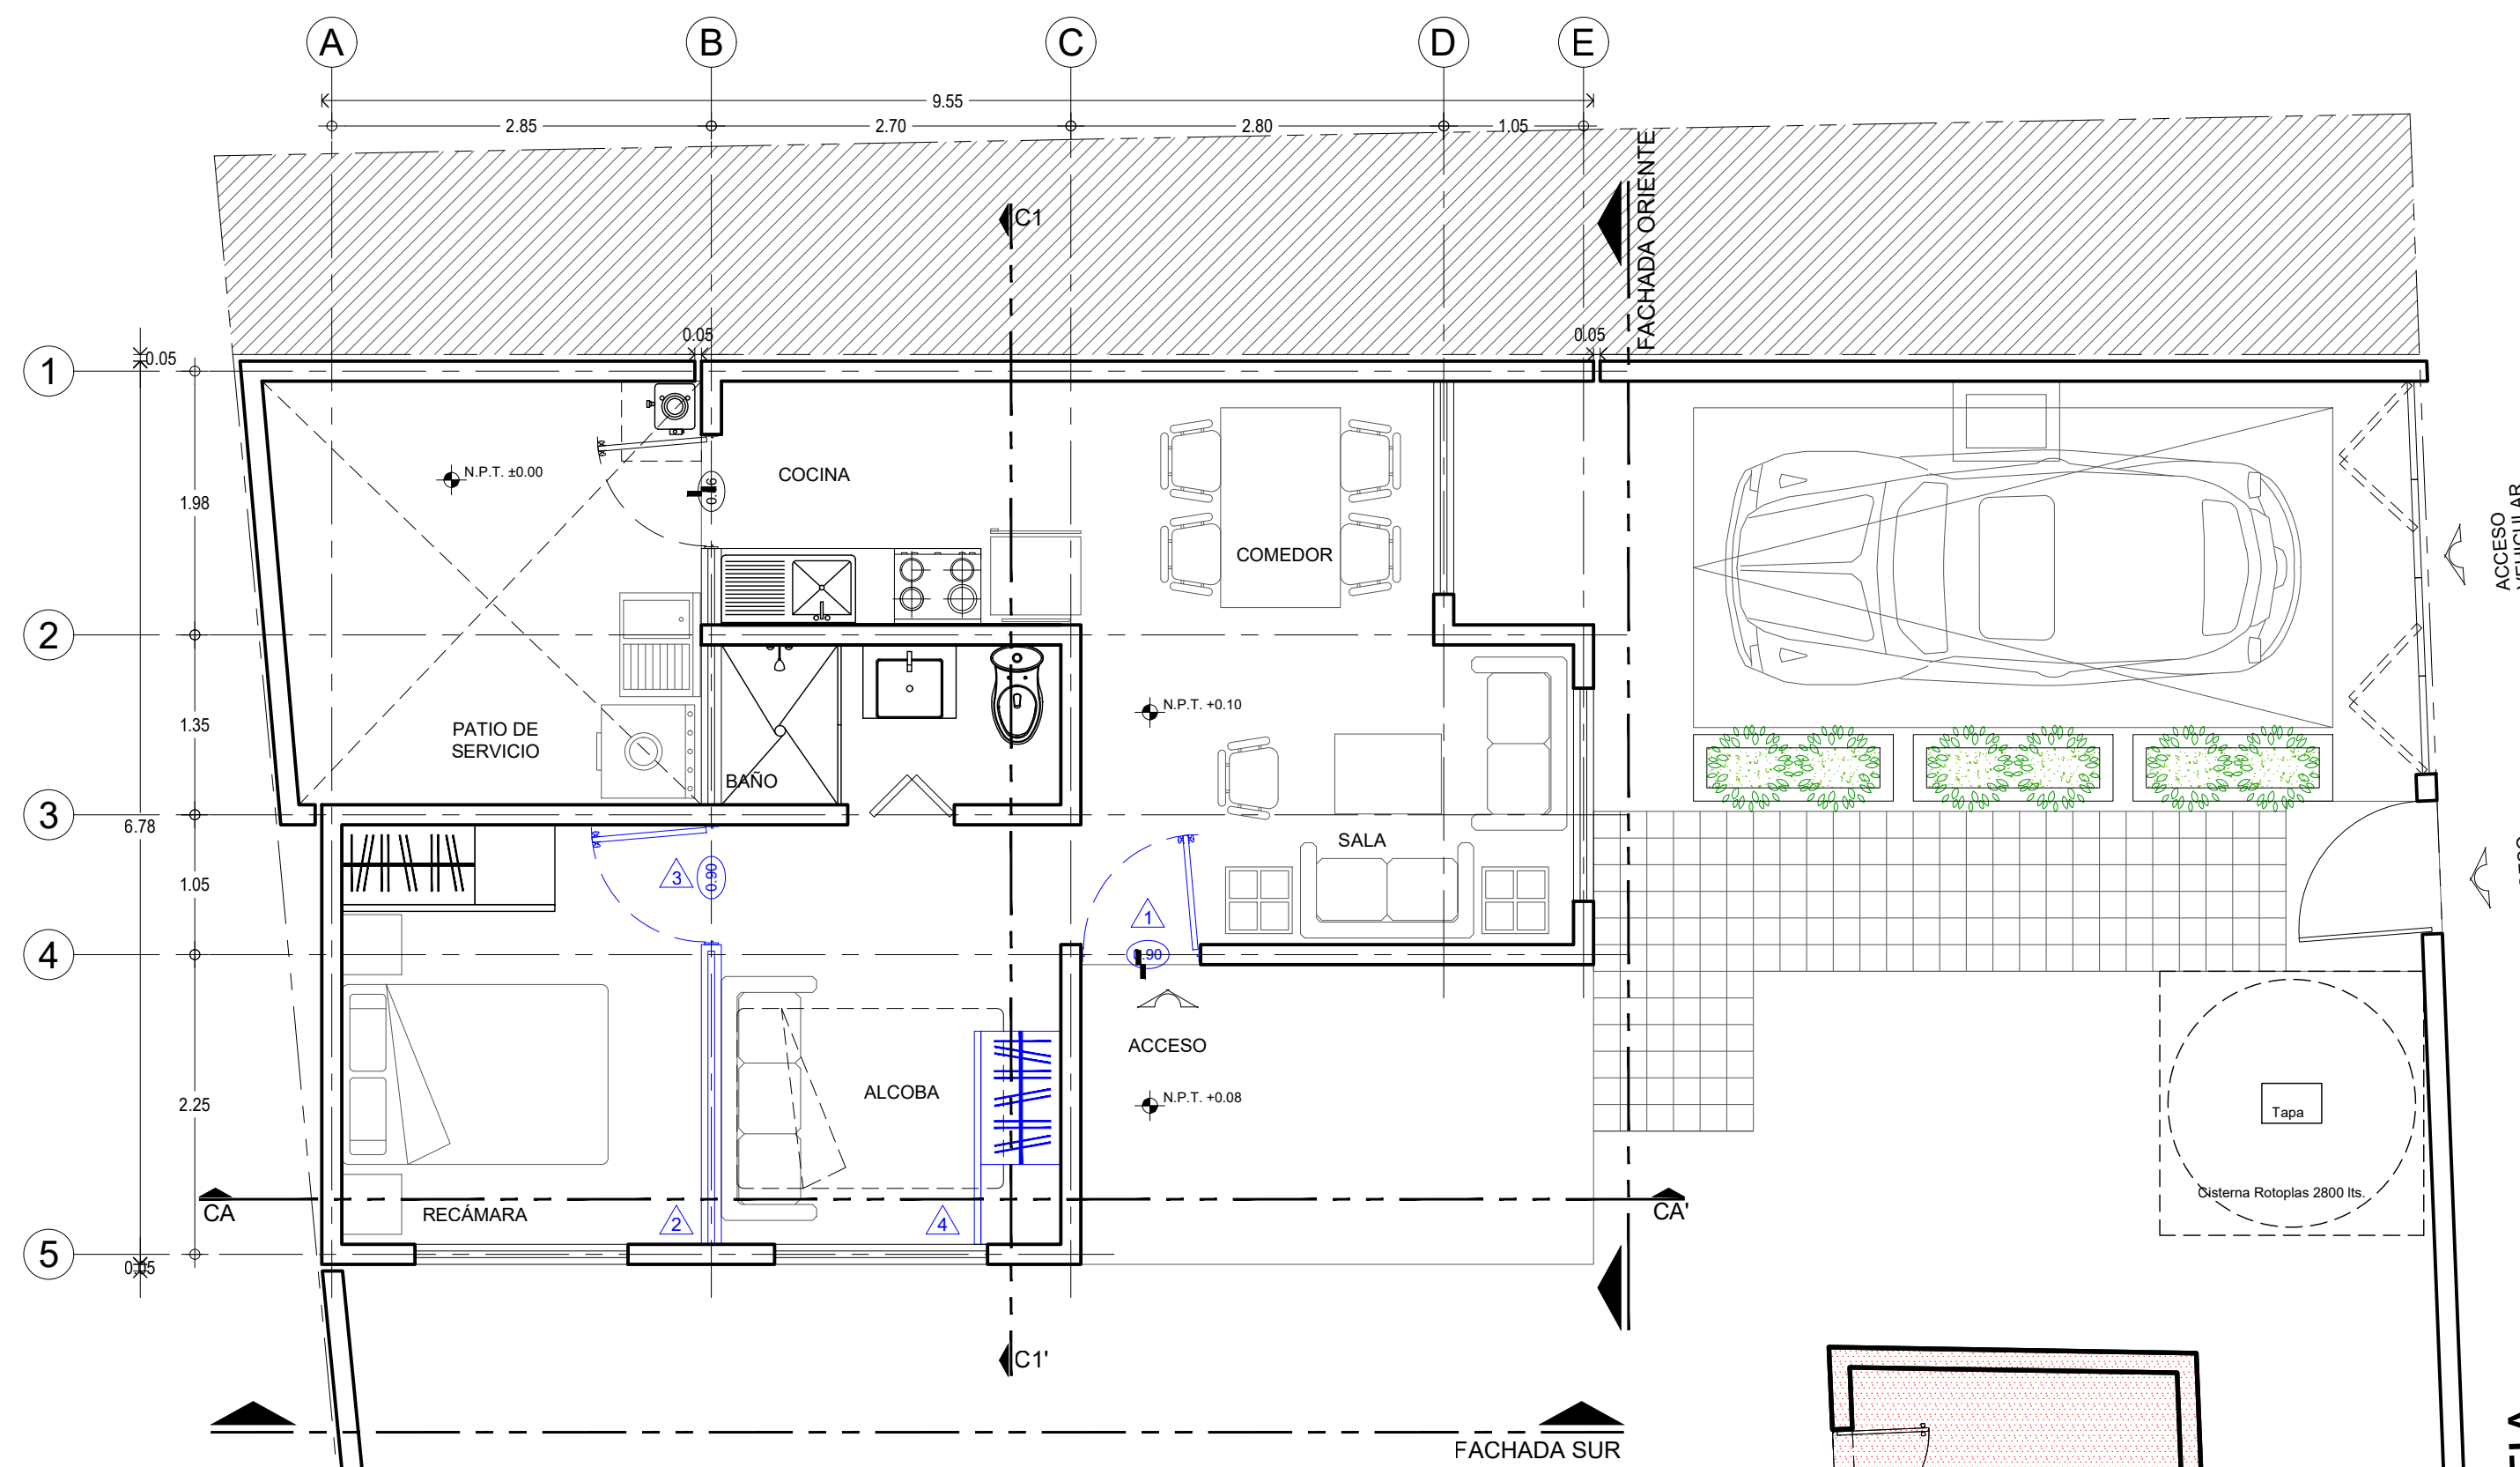 A
B
C
D
E
9.55
2.85
2.70
2.80
1.05
FACHADA ORIENTE
C1
0.05
0.05
0.05
1
N.P.T. ±0.00
COCINA
1.98
COMEDOR
ACCESO
VEHICULAR
2
N.P.T. +0.10
PATIO DE
SERVICIO
1.35
BAÑO
3
6.78
SALA
1.05
3
0.90
1
0.90
4
ACCESO
ALCOBA
N.P.T. +0.08
2.25
Tapa
Cisterna Rotoplas 2800 lts.
CA
RECÁMARA
2
4
CA'
5
0.05
C1'
FACHADA SUR